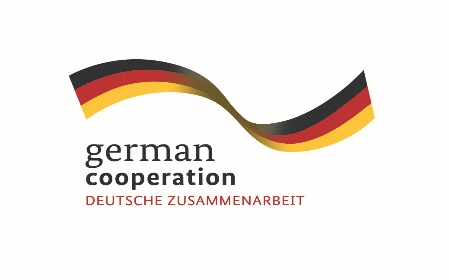 german
cooperation
DEUTSCHE ZUSAMMENARBEIT